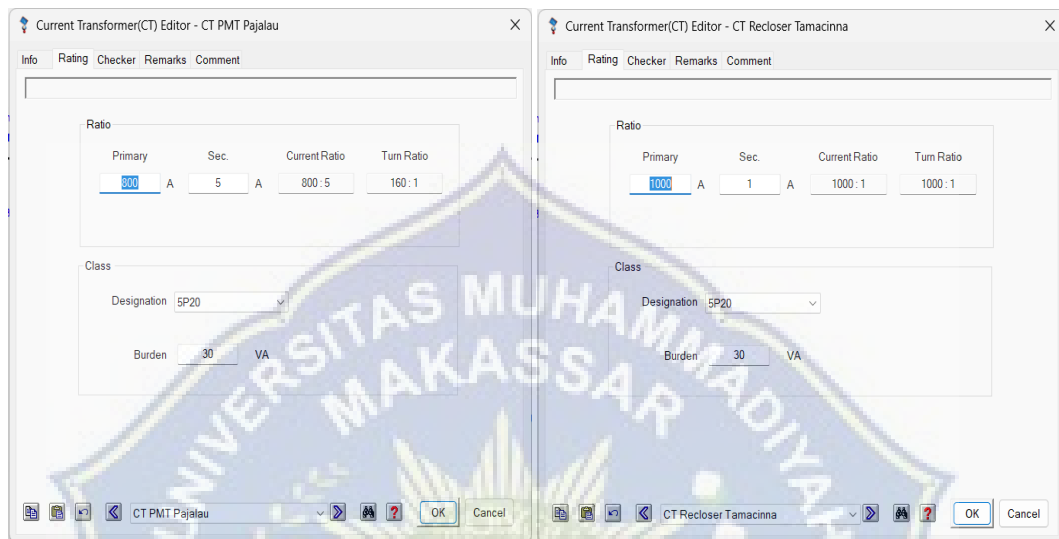 Current Transformer(CT) Editor - CT PMT Pajalau
Info Rating Checker Remarks Comment
Ratio
Primary Sec. Current Ratio Turn Ratio
800 A 5 A 800 : 5 160 : 1
Class
Designation 5P20
Burden 30 VA
CT PMT Pajalau OK Cancel
Current Transformer(CT) Editor - CT Recloser Tamacinna
Info Rating Checker Remarks Comment
Ratio
Primary Sec. Current Ratio Turn Ratio
1000 A 1 A 1000 : 1 1000 : 1
Class
Designation 5P20
Burden 30 VA
CT Recloser Tamacinna OK Cancel
UNIVERSITAS MUHAMMADIYAH
MAKASSAR